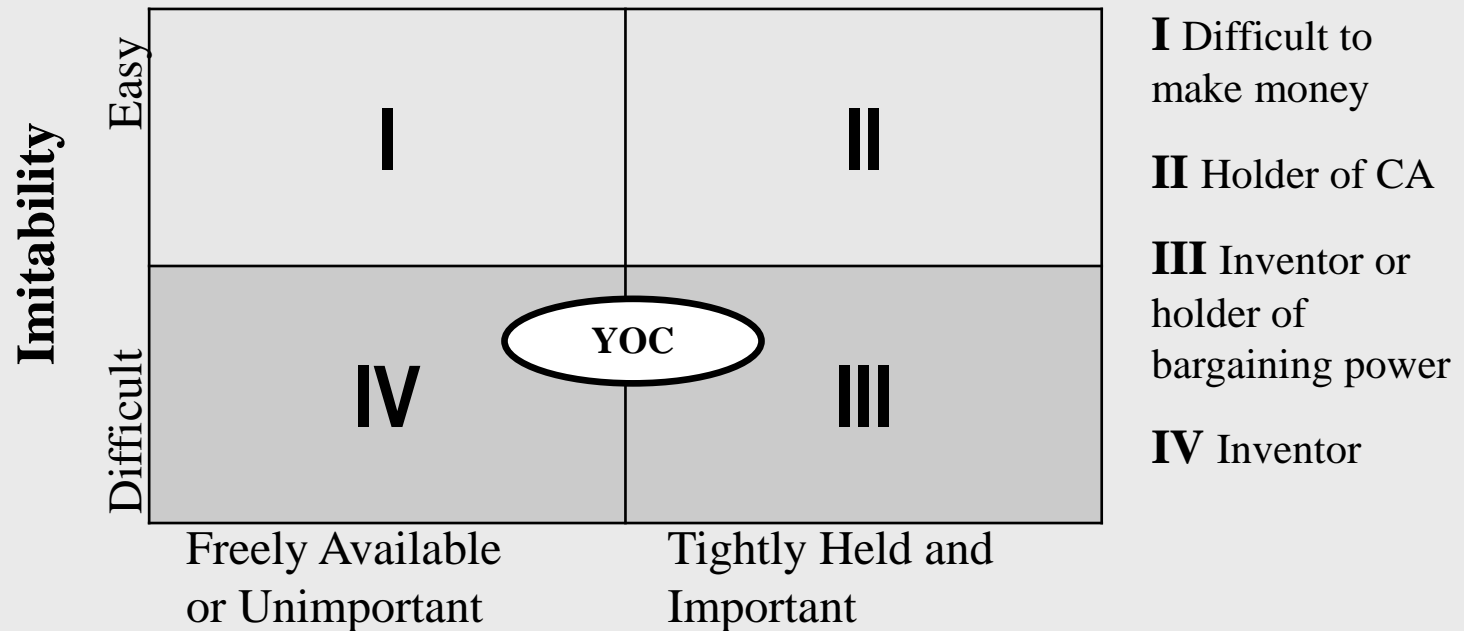 Imitability
Easy
Difficult
I
II
IV
III
YOC
Freely Available
or Unimportant
Tightly Held and
Important
I Difficult to
make money
II Holder of CA
III Inventor or
holder of
bargaining power
IV Inventor